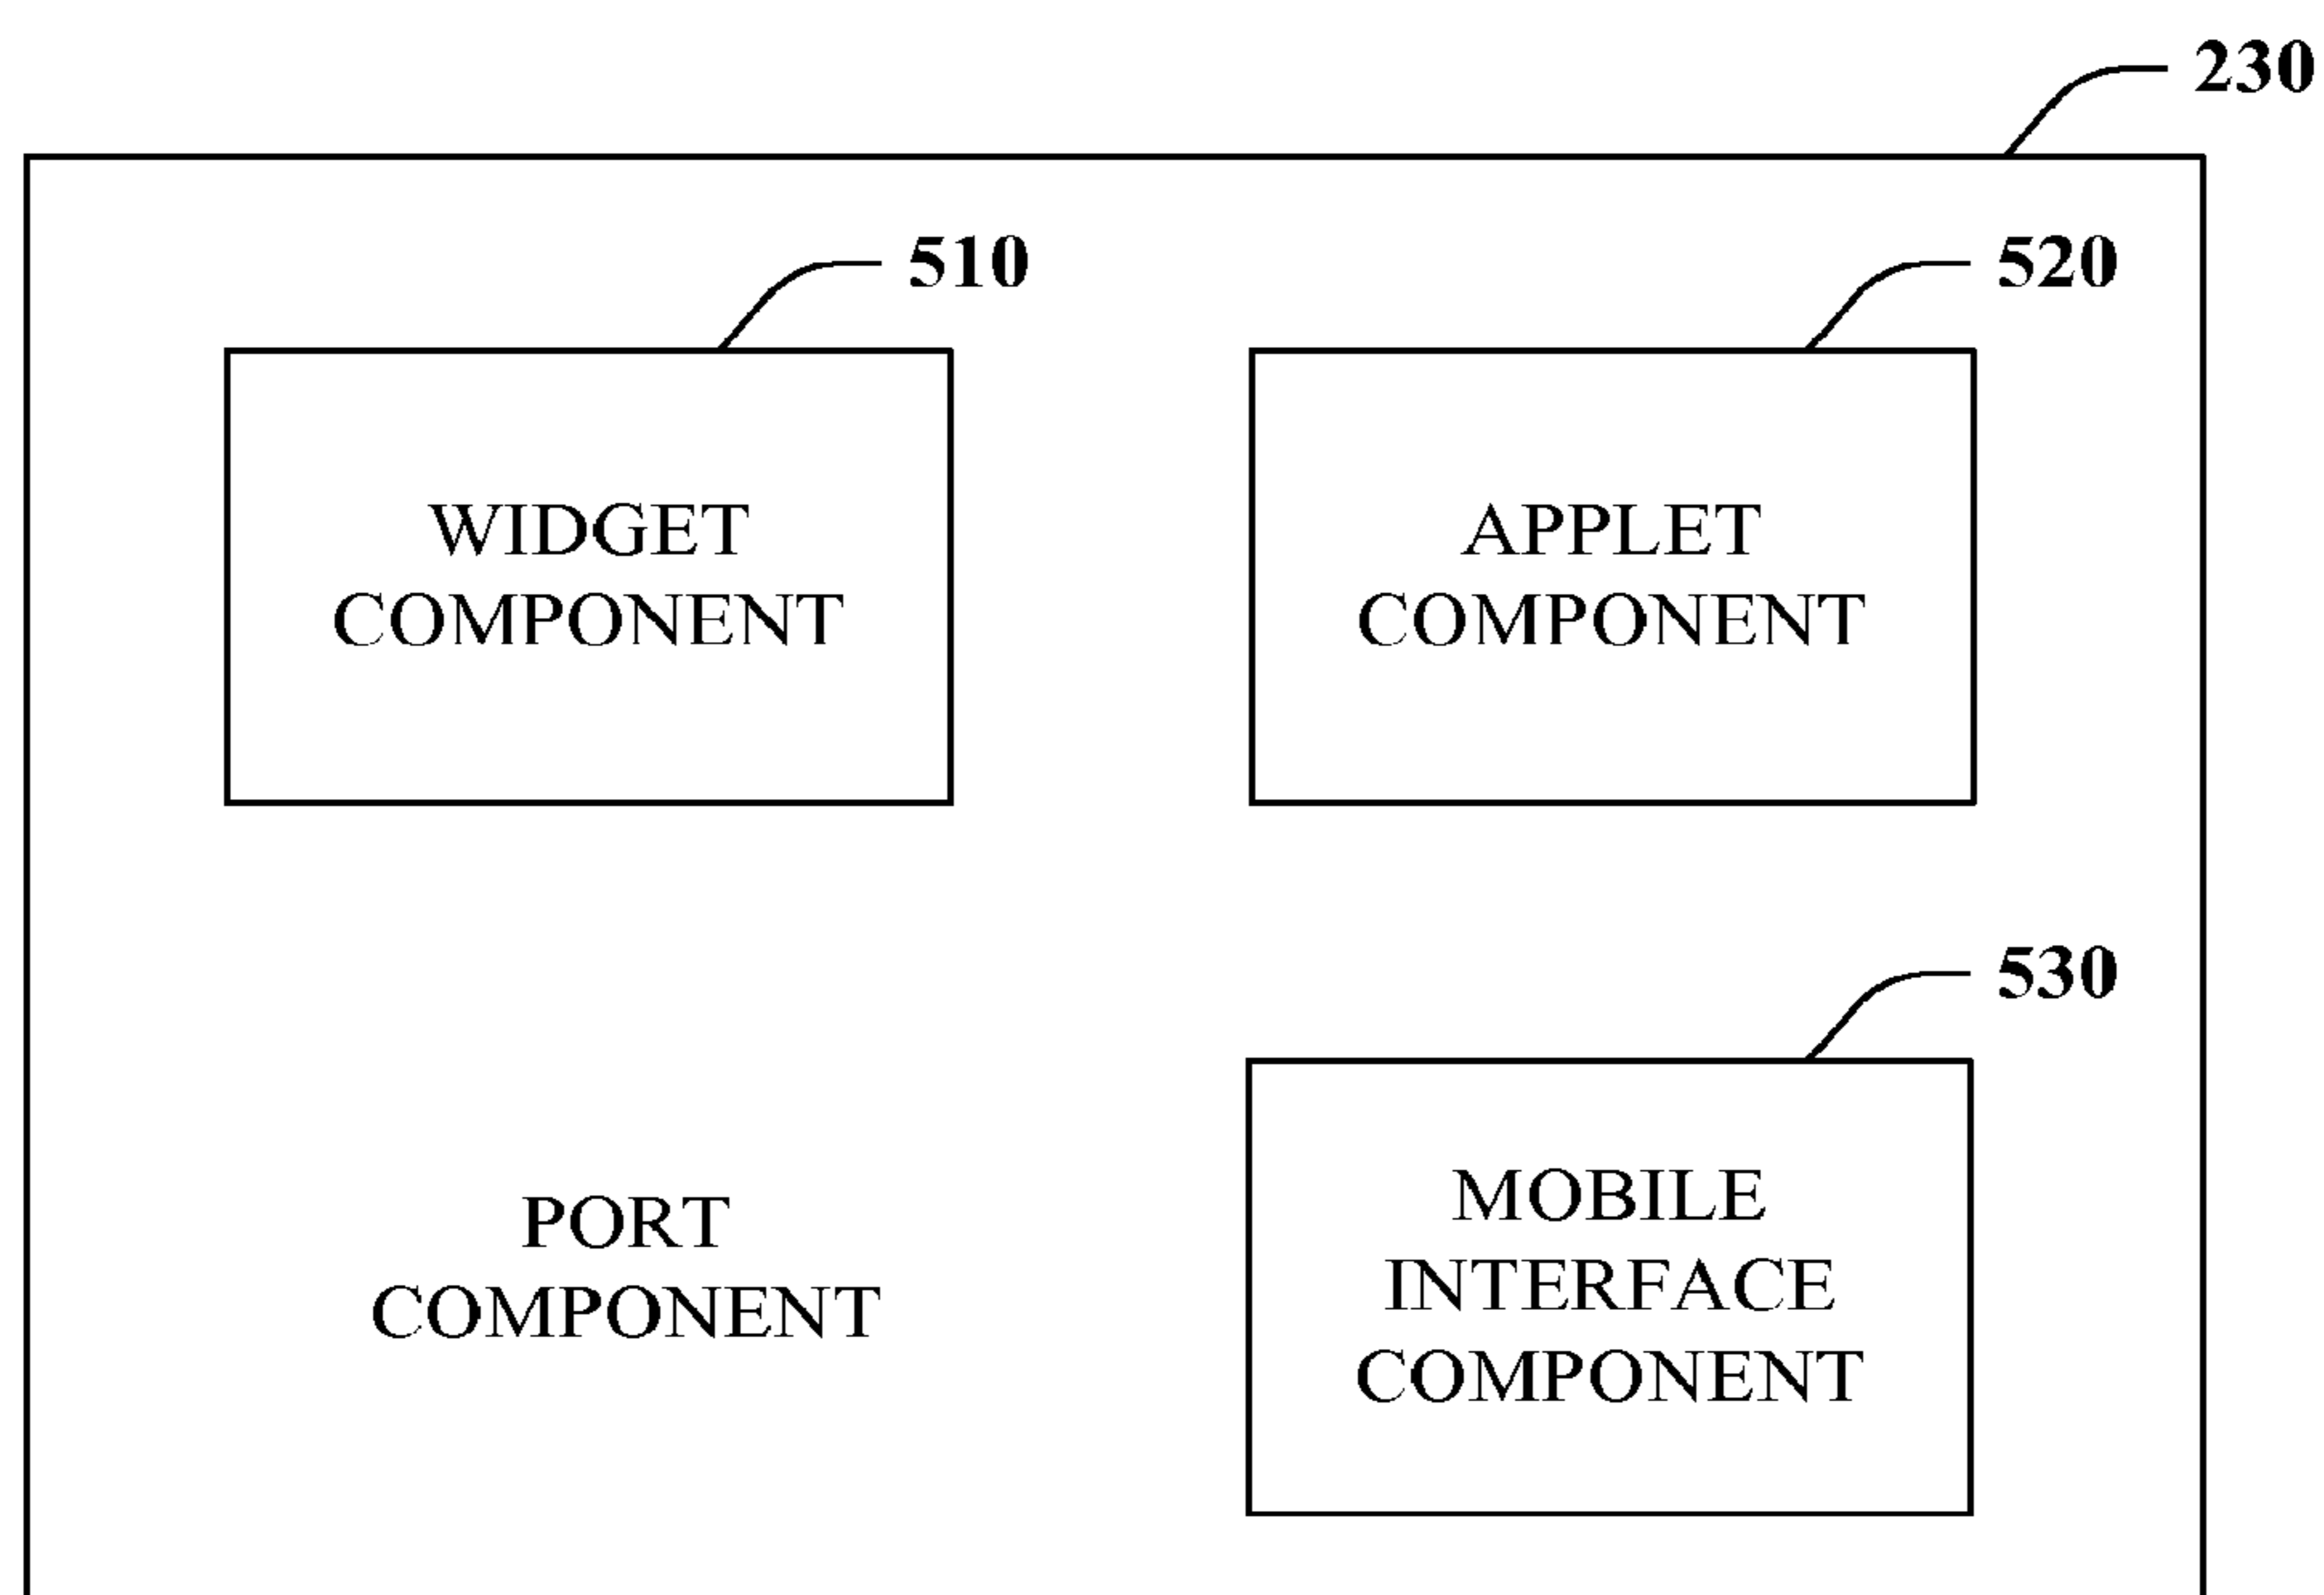 230
510
520
WIDGET
COMPONENT
APPLET
COMPONENT
530
PORT
COMPONENT
MOBILE
INTERFACE
COMPONENT